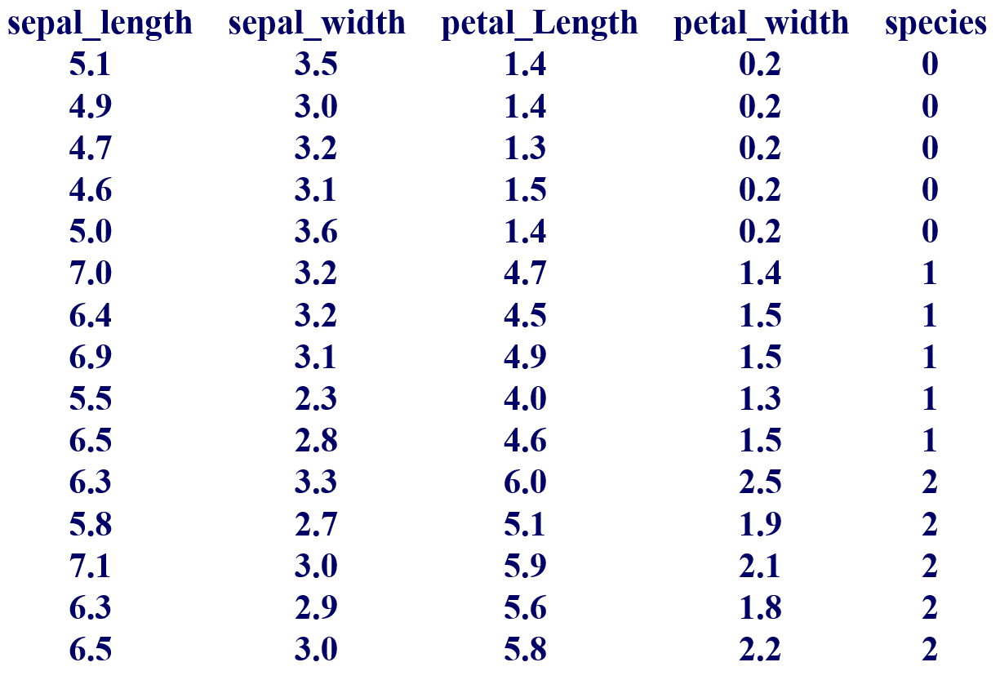 sepal_length sepal_width petal_Length petal_width species
5.1 3.5 1.4 0.2 0
4.9 3.0 1.4 0.2 0
4.7 3.2 1.3 0.2 0
4.6 3.1 1.5 0.2 0
5.0 3.6 1.4 0.2 0
7.0 3.2 4.7 1.4 1
6.4 3.2 4.5 1.5 1
6.9 3.1 4.9 1.5 1
5.5 2.3 4.0 1.3 1
6.5 2.8 4.6 1.5 1
6.3 3.3 6.0 2.5 2
5.8 2.7 5.1 1.9 2
7.1 3.0 5.9 2.1 2
6.3 2.9 5.6 1.8 2
6.5 3.0 5.8 2.2 2